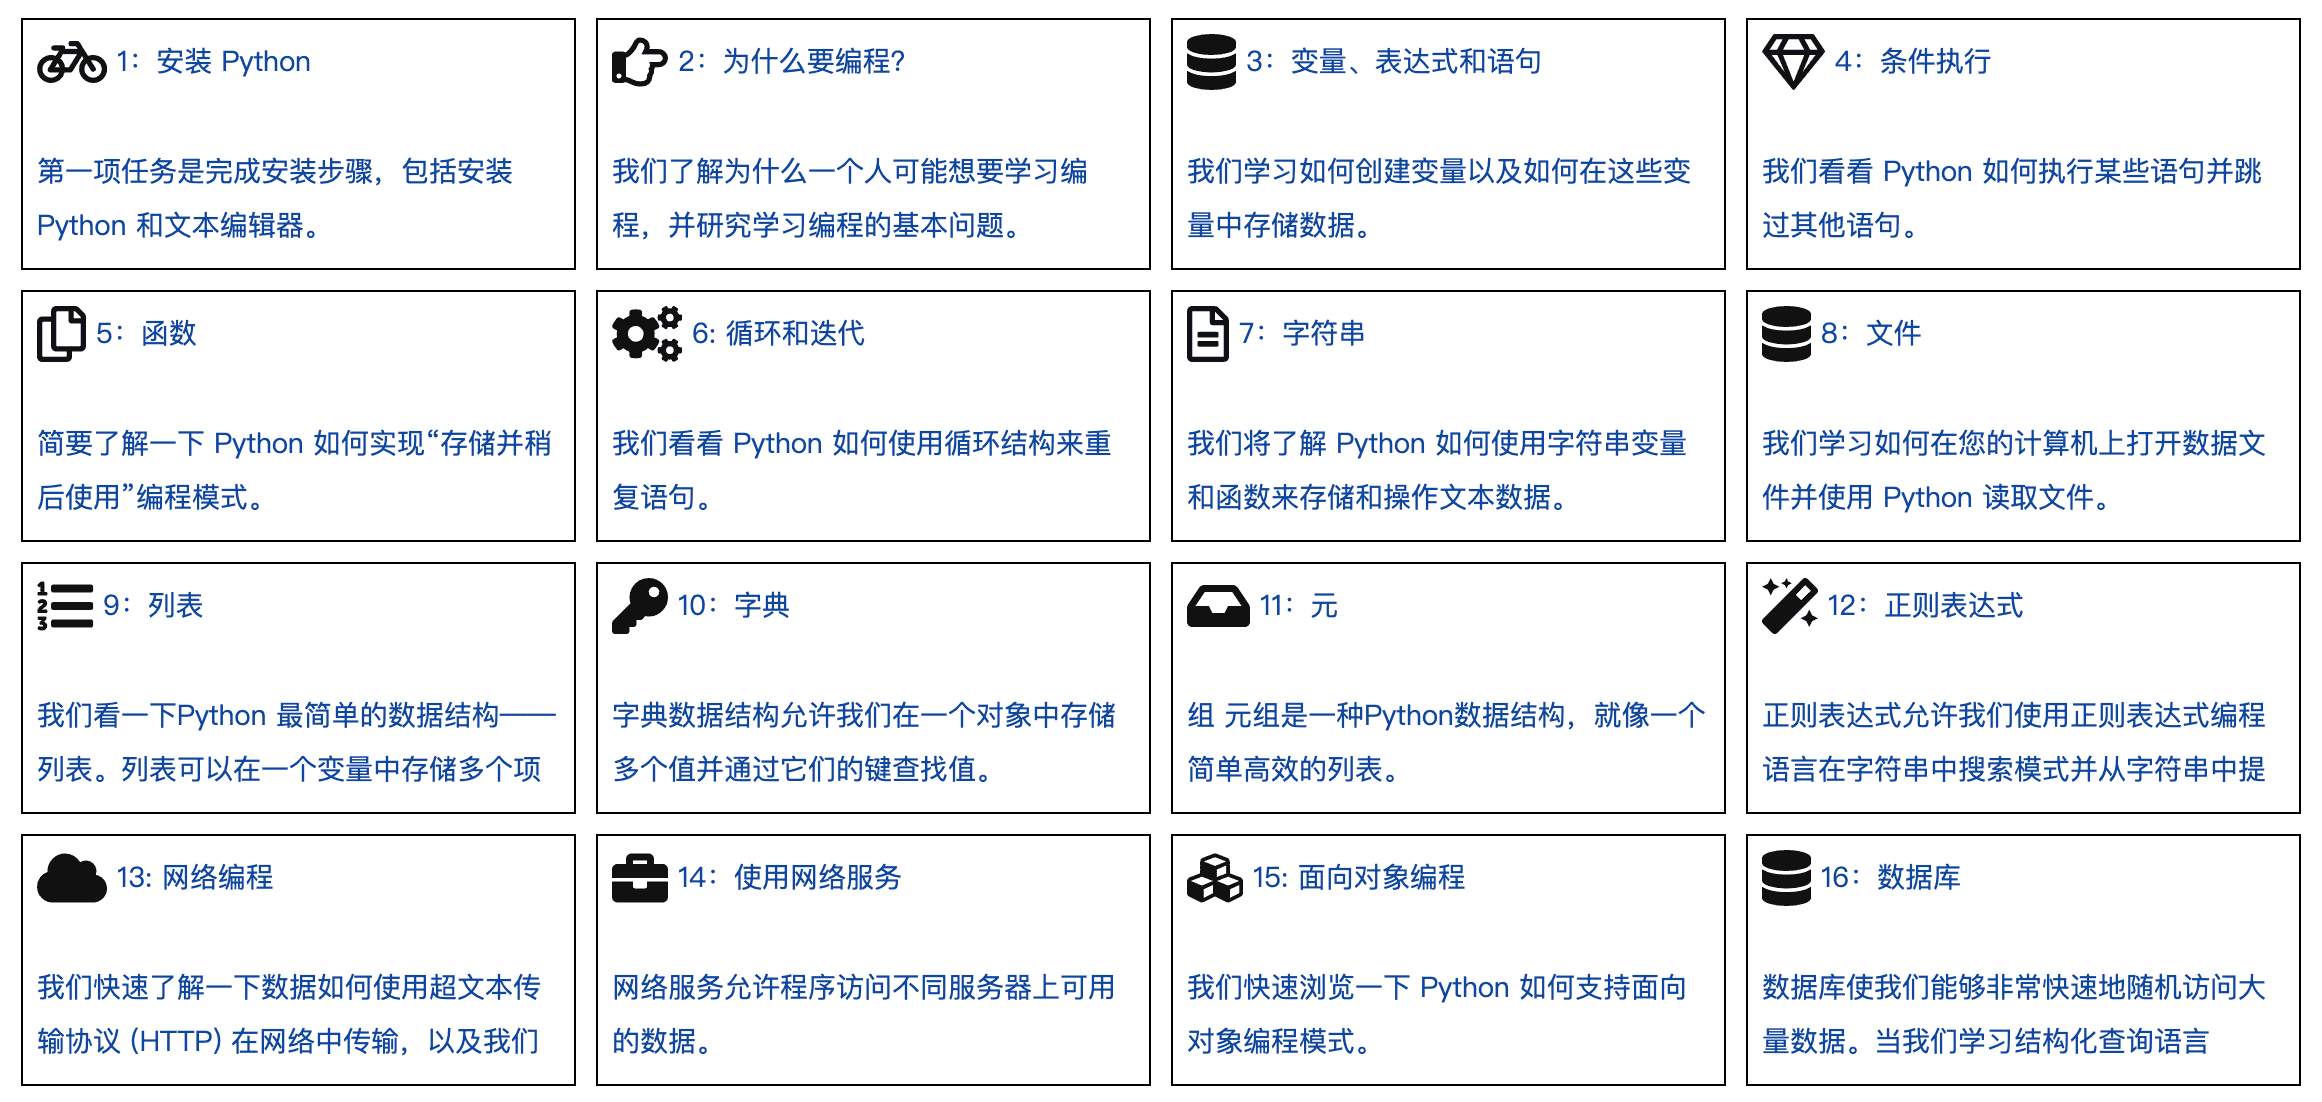 1：安装 Python
第一项任务是完成安装步骤，包括安装
Python 和文本编辑器。
2：为什么要编程？
我们了解为什么一个人可能想要学习编
程，并研究学习编程的基本问题。
3：变量、表达式和语句
我们学习如何创建变量以及如何在这些变
量中存储数据。
4：条件执行
我们看看 Python 如何执行某些语句并跳
过其他语句。
5：函数
简要了解一下 Python 如何实现“存储并稍
后使用”编程模式。
6: 循环和迭代
我们看看 Python 如何使用循环结构来重
复语句。
7：字符串
我们将了解 Python 如何使用字符串变量
和函数来存储和操作文本数据。
8：文件
我们学习如何在您的计算机上打开数据文
件并使用 Python 读取文件。
1
2
3
9：列表
我们看一下Python 最简单的数据结构——
列表。列表可以在一个变量中存储多个项
10：字典
字典数据结构允许我们在一个对象中存储
多个值并通过它们的键查找值。
11：元
组 元组是一种Python数据结构，就像一个
简单高效的列表。
12：正则表达式
正则表达式允许我们使用正则表达式编程
语言在字符串中搜索模式并从字符串中提
13: 网络编程
我们快速了解一下数据如何使用超文本传
输协议 (HTTP) 在网络中传输，以及我们
14：使用网络服务
网络服务允许程序访问不同服务器上可用
的数据。
15: 面向对象编程
我们快速浏览一下 Python 如何支持面向
对象编程模式。
16：数据库
数据库使我们能够非常快速地随机访问大
量数据。当我们学习结构化查询语言